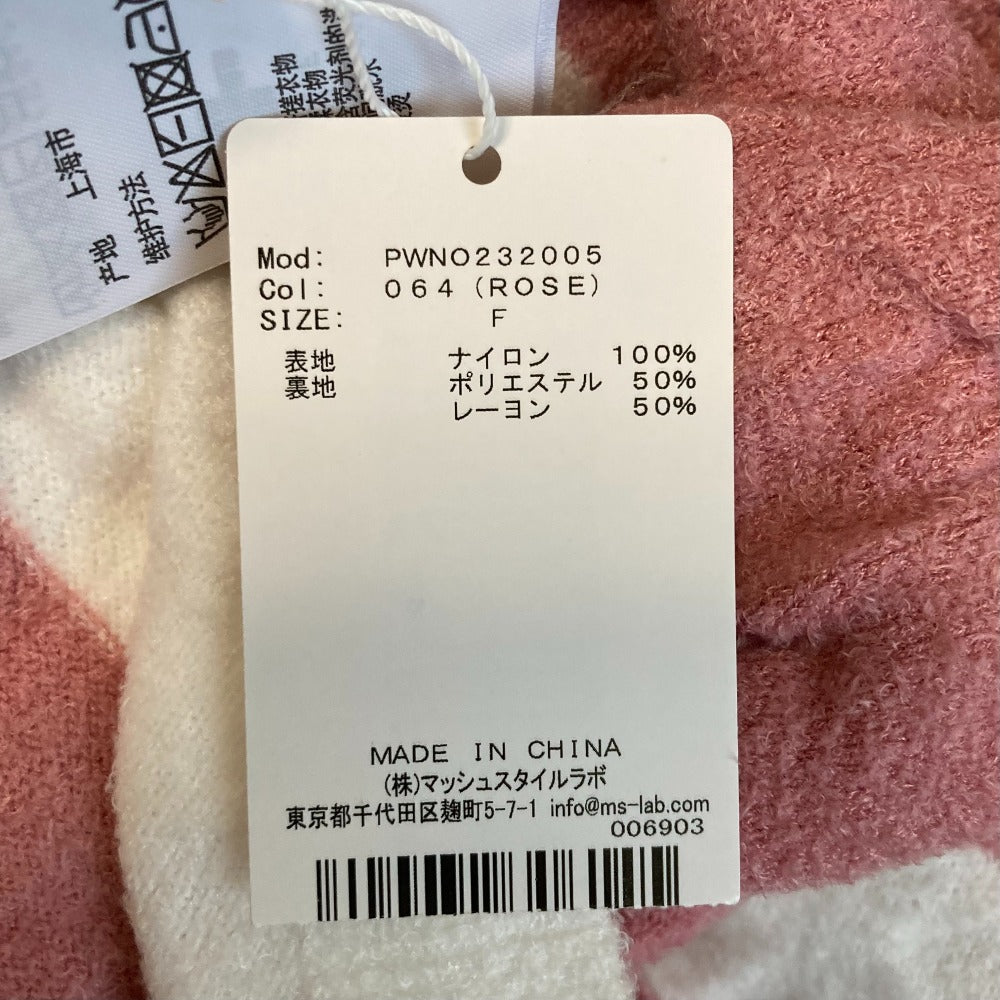 Mod: PWNO232005
Col: 064 (ROSE)
SIZE: F
表地 ナイロン 100%
裏地 ポリエステル 50%
レーヨン 50%
MADE IN CHINA
(株)マッシュスタイルラボ
東京都千代田区麹町5-7-1 info@ms-lab.com
006903
产地 上海市
维护方法